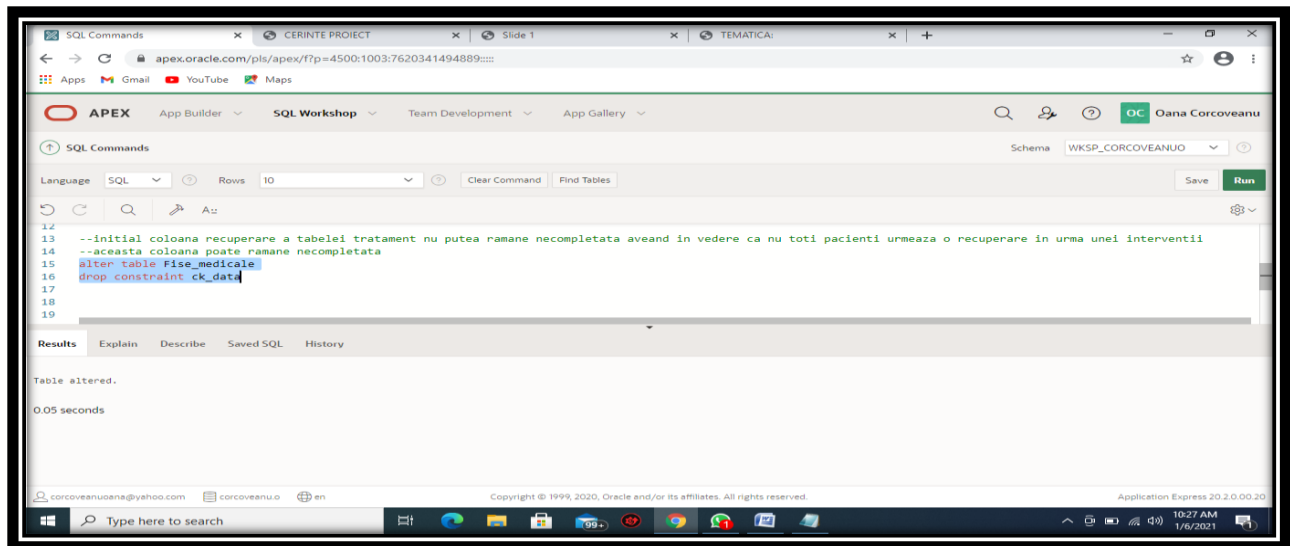 SQL Commands
CERINTE PROIECT
Slide 1
TEMATICA:
apex.oracle.com/pls/apex/f?p=4500:1003:7620341494889:::::
Apps
Gmail
YouTube
Maps
APEX
App Builder
SQL Workshop
Team Development
App Gallery
OC
Oana Corcoveanu
SQL Commands
Schema
WKSP_CORCOVEANUO
Language
SQL
Rows
10
Clear Command
Find Tables
Save
Run
12
13 --initial coloana recuperare a tabelei tratament nu putea ramane necompletata aveand in vedere ca nu toti pacienti urmeaza o recuperare in urma unei interventii
14 --aceasta coloana poate ramane necompletata
15 alter table Fise_medicale
16 drop constraint ck_data
17
18
19
Results
Explain
Describe
Saved SQL
History
Table altered.
0.05 seconds
corcoveanuoana@yahoo.com
corcoveanu.o
en
Copyright © 1999, 2020, Oracle and/or its affiliates. All rights reserved.
Application Express 20.2.0.00.20
Type here to search
99+
10:27 AM
1/6/2021